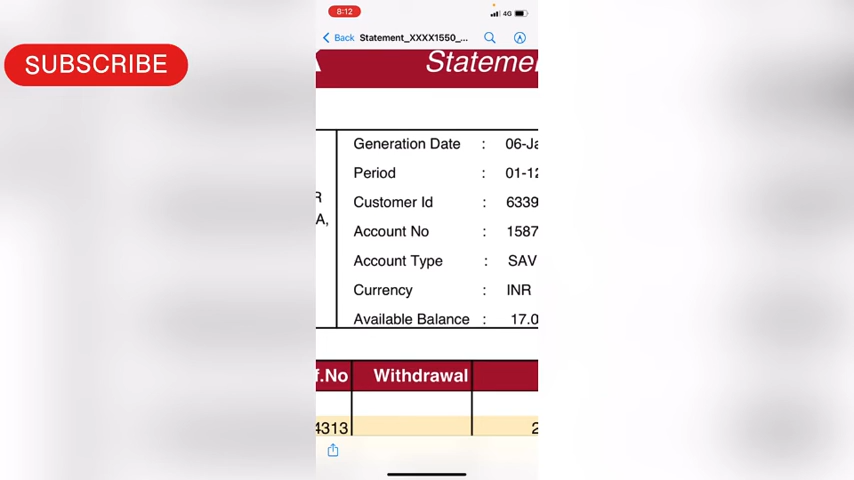 8:12
4G
SUBSCRIBE
Back Statement_XXXX1550_...
Stateme
Generation Date : 06-Ja
Period : 01-12
Customer Id : 6339
R
A,
Account No : 1587
Account Type : SAV
Currency : INR
Available Balance : 17.0
f.No Withdrawal
4313 2